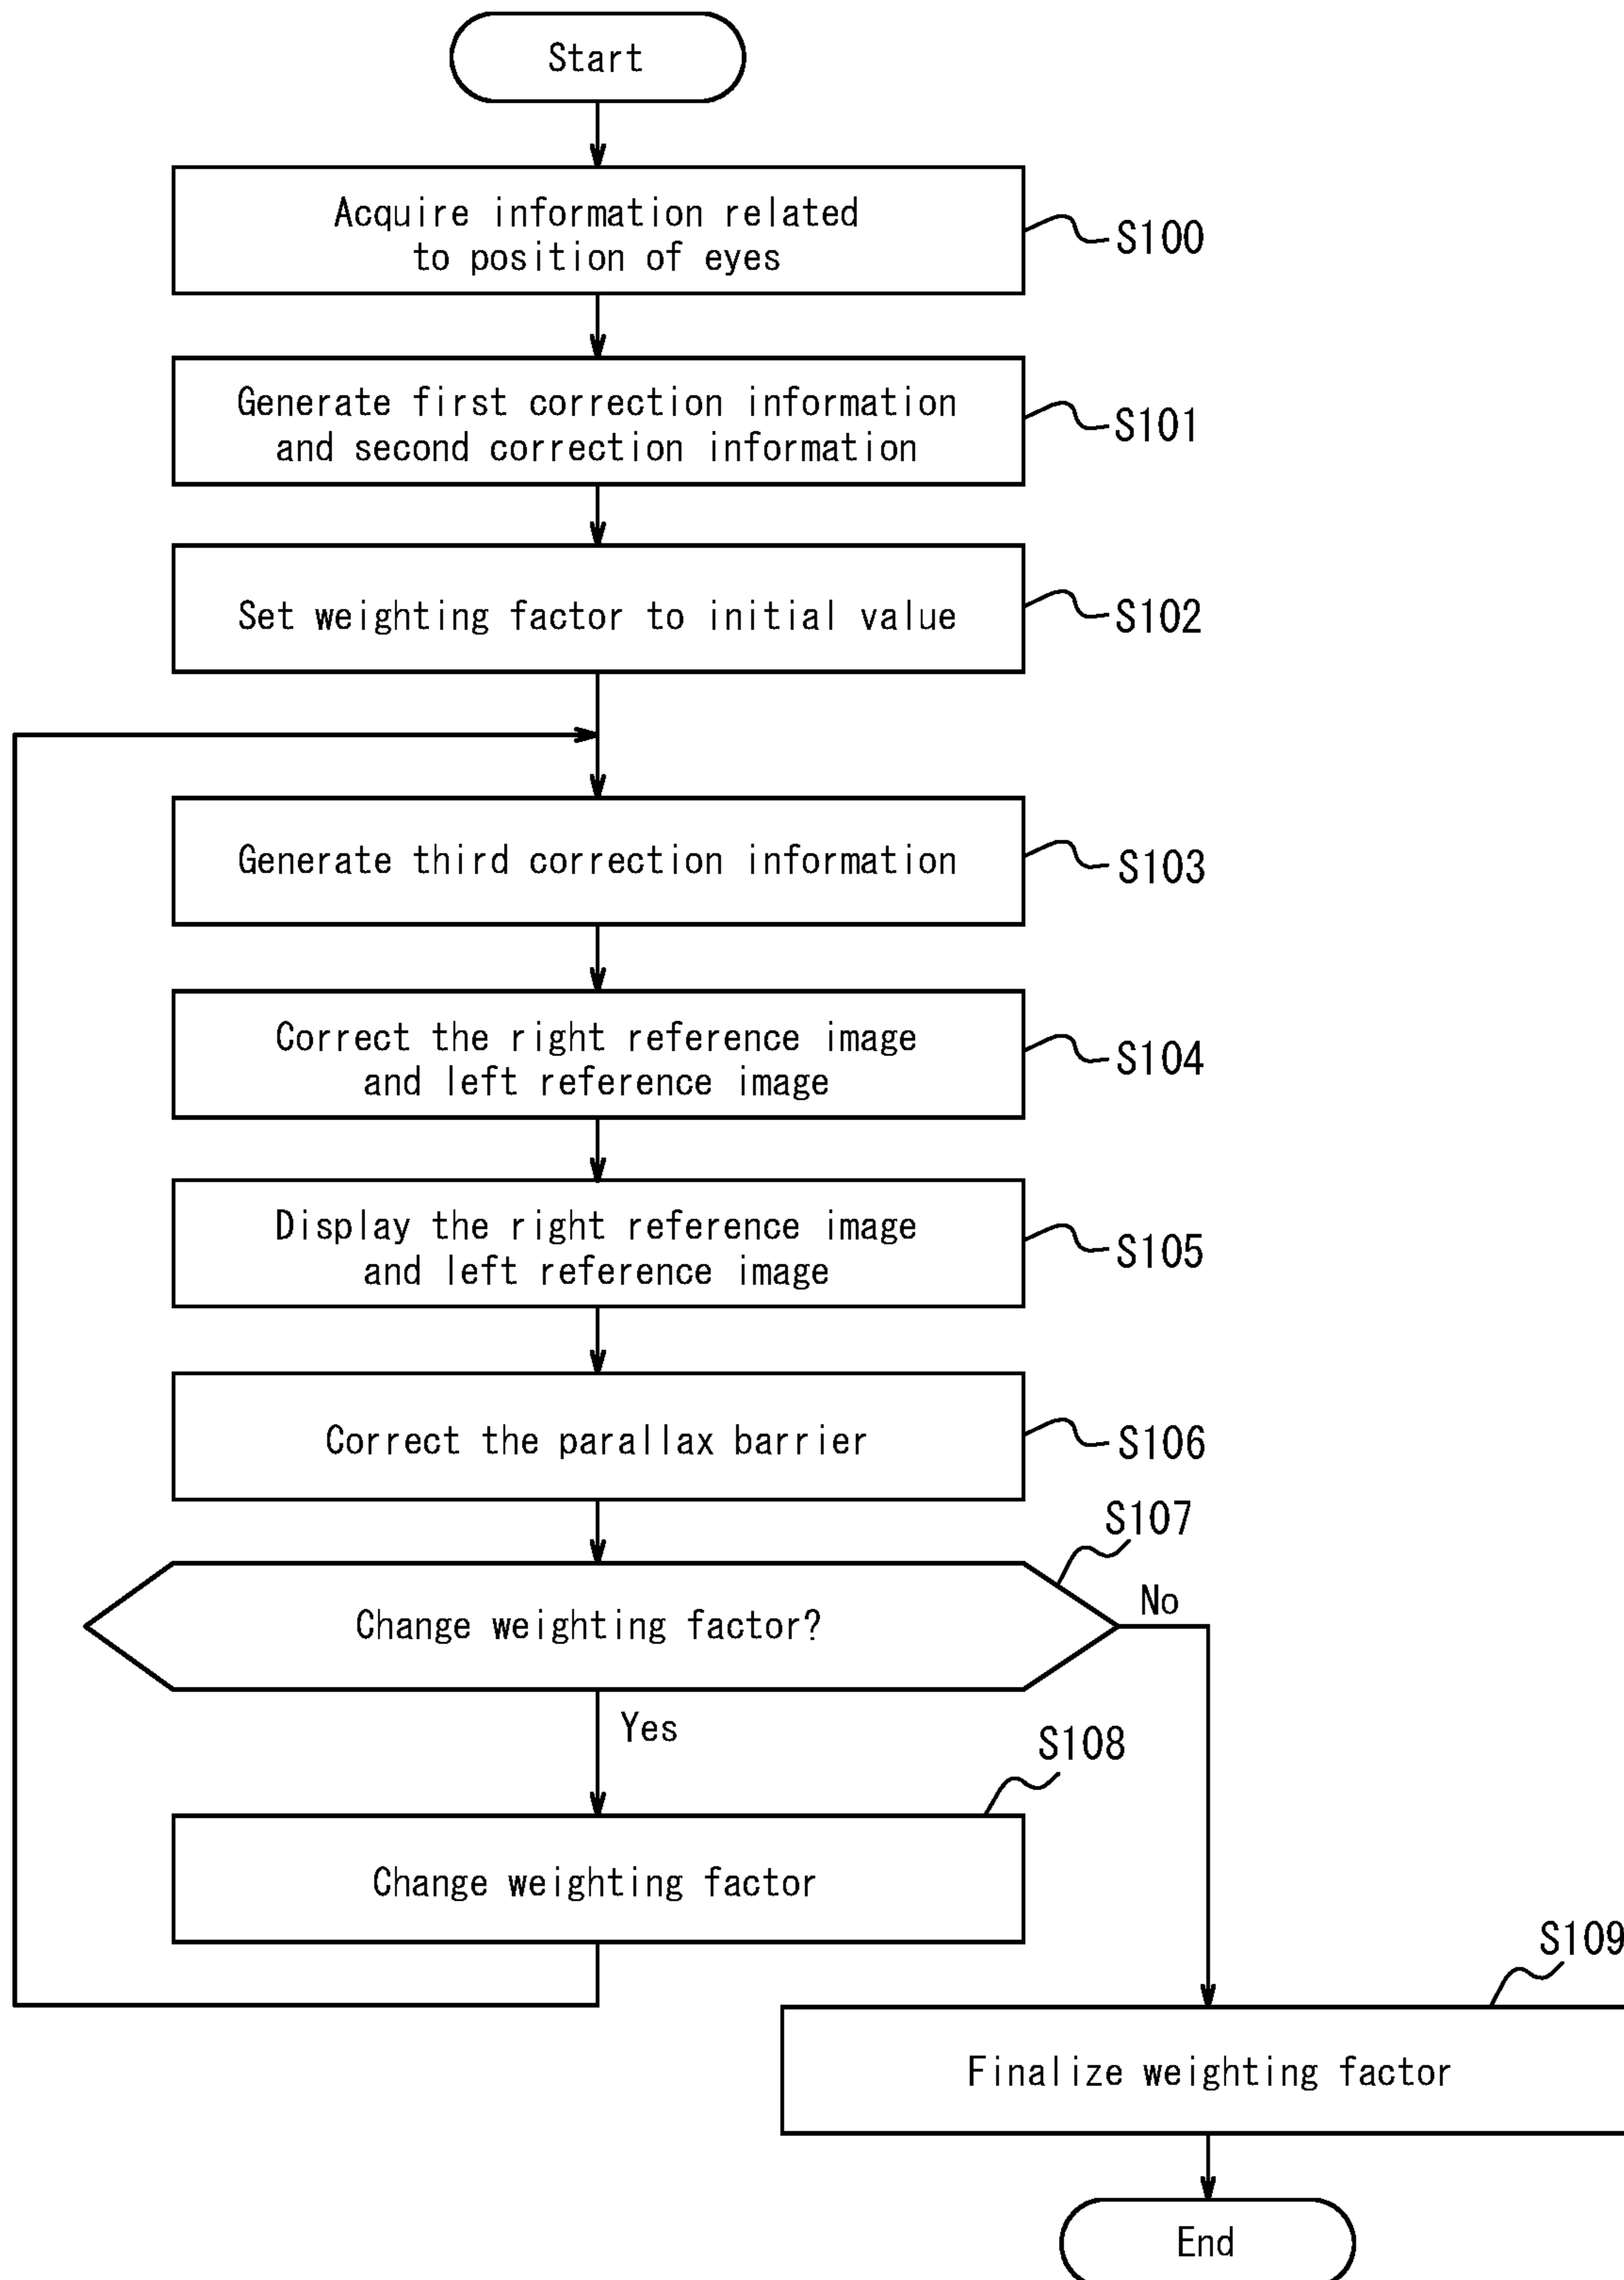 Start
Acquire information related
to position of eyes
S100
Generate first correction information
and second correction information
S101
Set weighting factor to initial value
S102
Generate third correction information
S103
Correct the right reference image
and left reference image
S104
Display the right reference image
and left reference image
S105
Correct the parallax barrier
S106
S107
Change weighting factor?
No
Yes
S108
Change weighting factor
S109
Finalize weighting factor
End